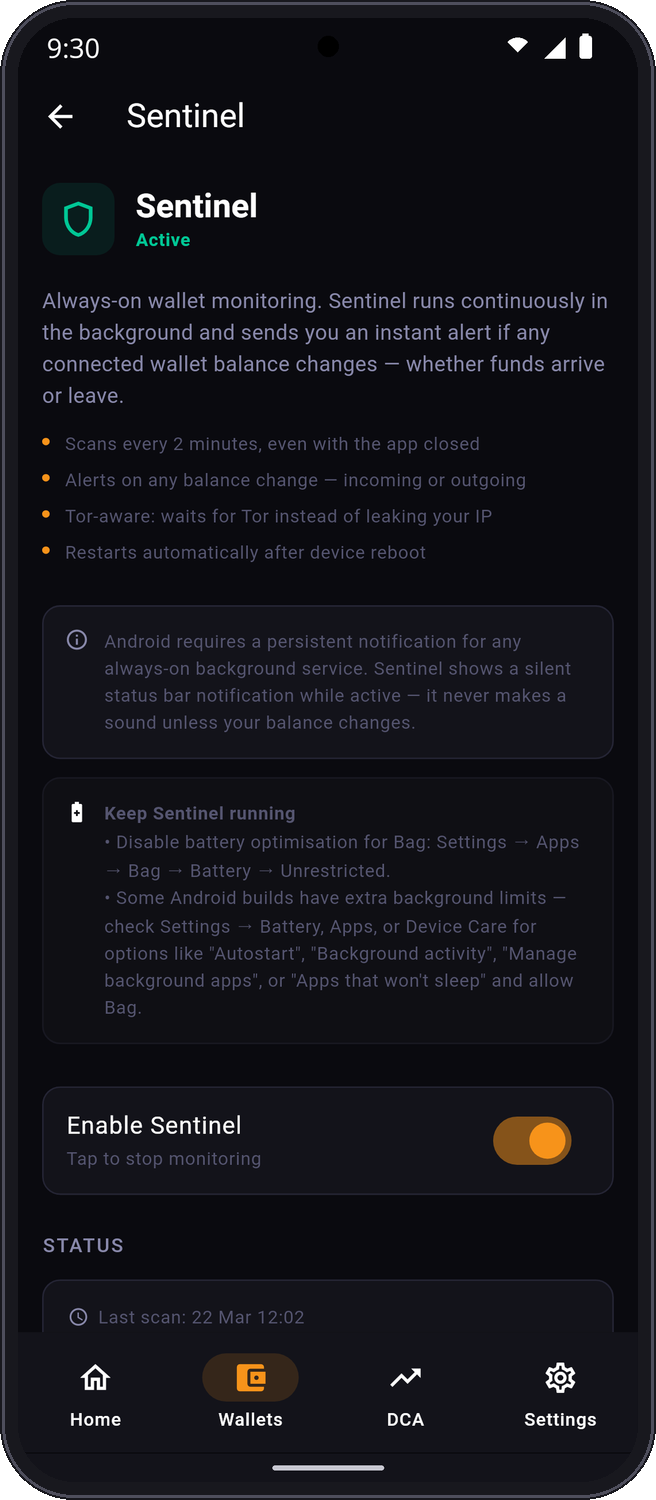 9:30
Sentinel
Sentinel
Active
Always-on wallet monitoring. Sentinel runs continuously in
the background and sends you an instant alert if any
connected wallet balance changes — whether funds arrive
or leave.
• Scans every 2 minutes, even with the app closed
• Alerts on any balance change — incoming or outgoing
• Tor-aware: waits for Tor instead of leaking your IP
• Restarts automatically after device reboot
Android requires a persistent notification for any
always-on background service. Sentinel shows a silent
status bar notification while active — it never makes a
sound unless your balance changes.
Keep Sentinel running
• Disable battery optimisation for Bag: Settings → Apps
→ Bag → Battery → Unrestricted.
• Some Android builds have extra background limits —
check Settings → Battery, Apps, or Device Care for
options like "Autostart", "Background activity", "Manage
background apps", or "Apps that won't sleep" and allow
Bag.
Enable Sentinel
Tap to stop monitoring
STATUS
Last scan: 22 Mar 12:02
Home
Wallets
DCA
Settings